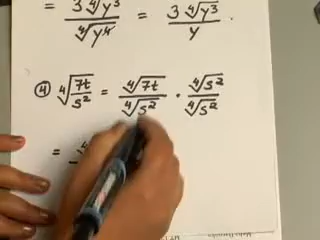 = 3∜y³ / ∜y⁴ = 3∜y³ / y .
④ ∜(7t / s²) = ∜7t / ∜s² · ∜s² / ∜s²
=